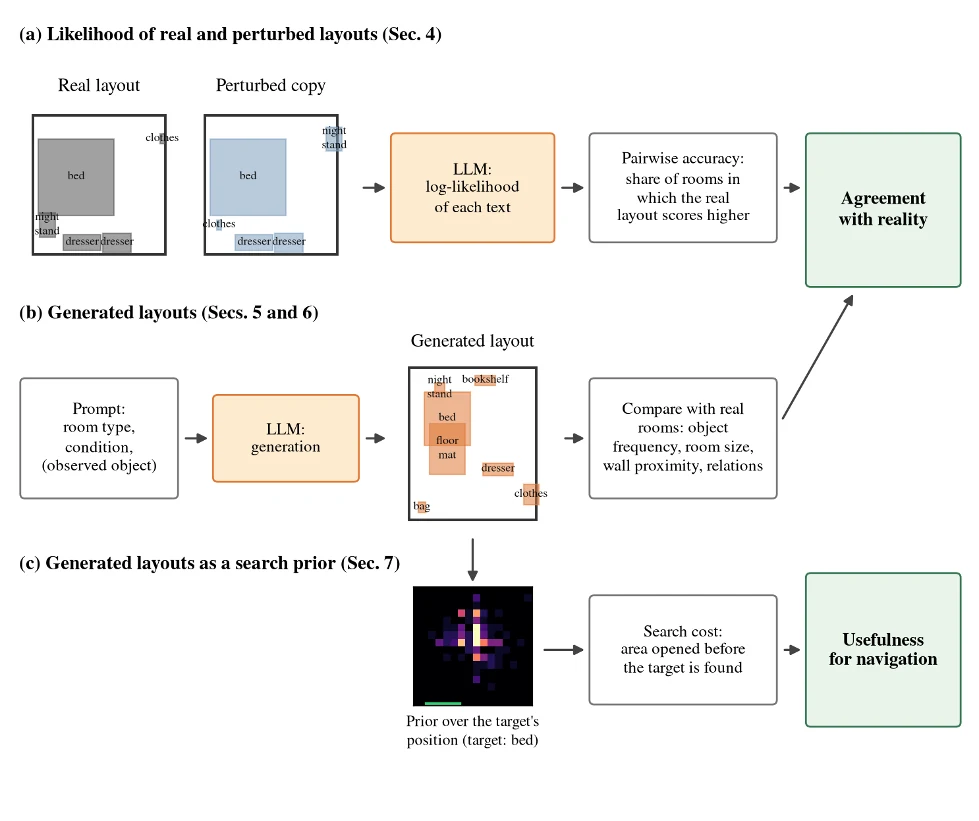 (a) Likelihood of real and perturbed layouts (Sec. 4)
Real layout
Perturbed copy
clothes
bed
night
stand
dresser
dresser
night
stand
bed
clothes
dresser
dresser
LLM:
log-likelihood
of each text
Pairwise accuracy:
share of rooms in
which the real
layout scores higher
Agreement
with reality
(b) Generated layouts (Secs. 5 and 6)
Generated layout
Prompt:
room type,
condition,
(observed object)
LLM:
generation
night
stand
bookshelf
bed
floor
mat
dresser
clothes
bag
Compare with real
rooms: object
frequency, room size,
wall proximity, relations
(c) Generated layouts as a search prior (Sec. 7)
Prior over the target's
position (target: bed)
Search cost:
area opened before
the target is found
Usefulness
for navigation